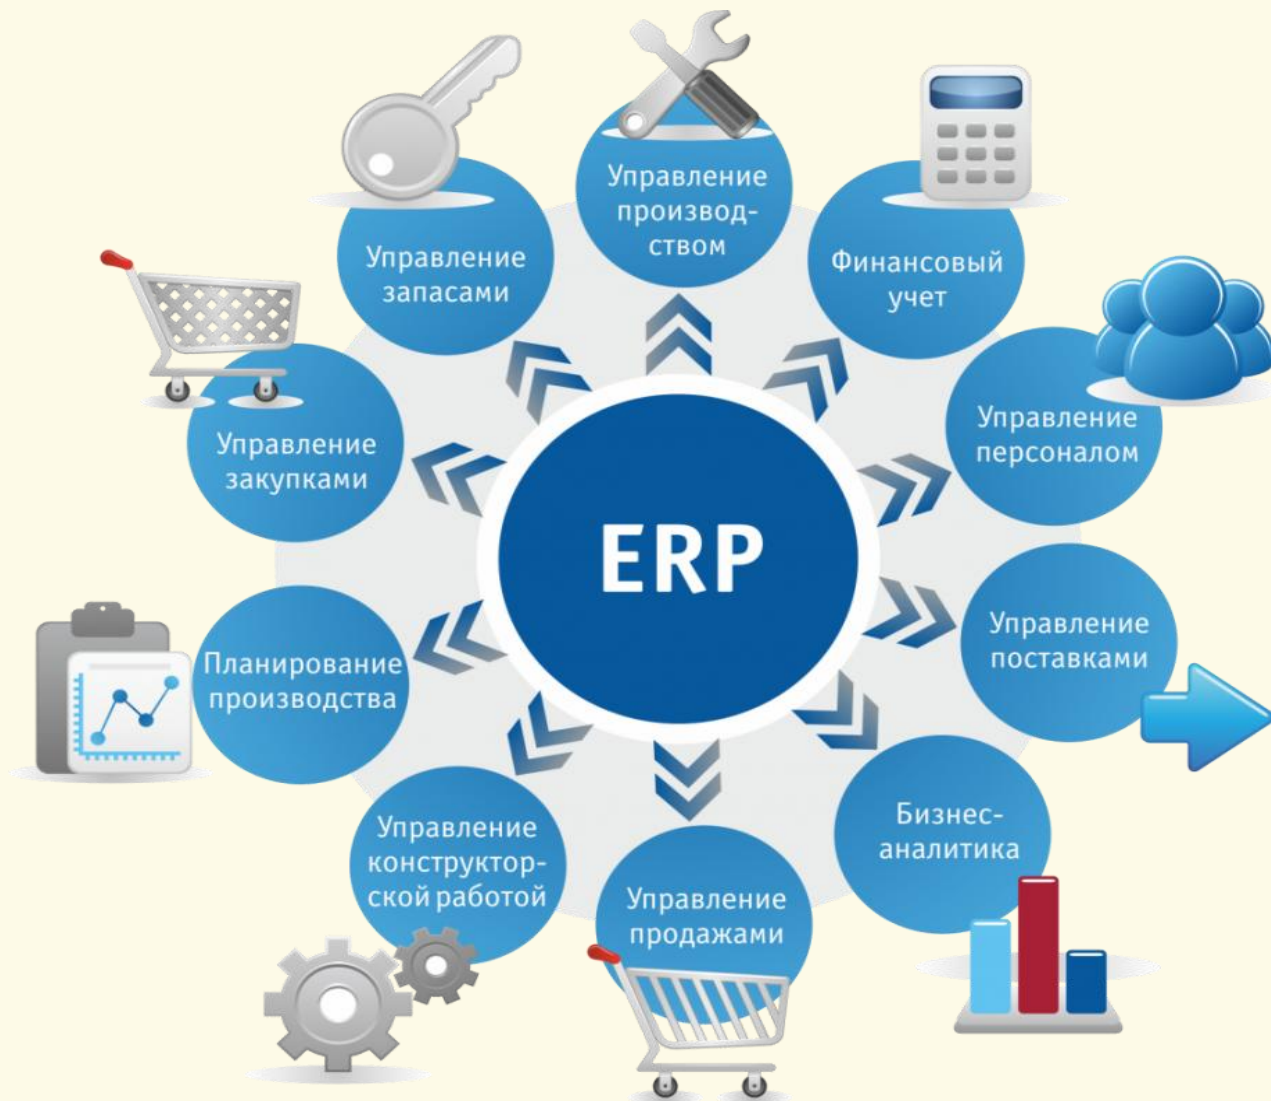 Управление
производ-
ством
Финансовый
учет
Управление
персоналом
Управление
поставками
Бизнес-
аналитика
Управление
продажами
Управление
конструктор-
ской работой
Планирование
производства
Управление
закупками
Управление
запасами
ERP